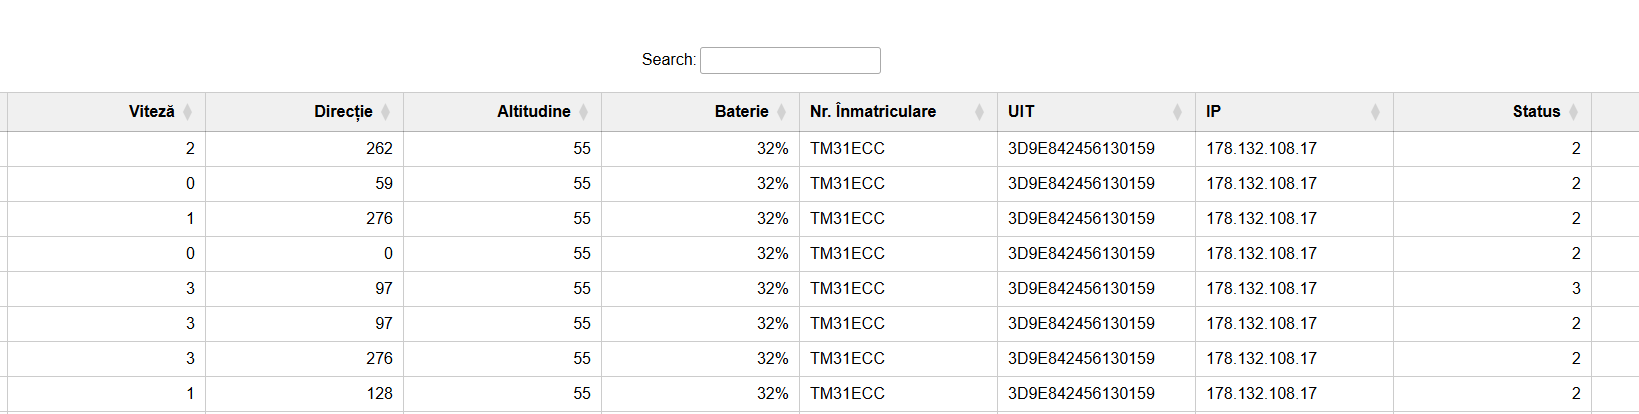 Search:
Viteză Direcție Altitudine Baterie Nr. Înmatriculare UIT IP Status
2 262 55 32% TM31ECC 3D9E842456130159 178.132.108.17 2
0 59 55 32% TM31ECC 3D9E842456130159 178.132.108.17 2
1 276 55 32% TM31ECC 3D9E842456130159 178.132.108.17 2
0 0 55 32% TM31ECC 3D9E842456130159 178.132.108.17 2
3 97 55 32% TM31ECC 3D9E842456130159 178.132.108.17 3
3 97 55 32% TM31ECC 3D9E842456130159 178.132.108.17 2
3 276 55 32% TM31ECC 3D9E842456130159 178.132.108.17 2
1 128 55 32% TM31ECC 3D9E842456130159 178.132.108.17 2